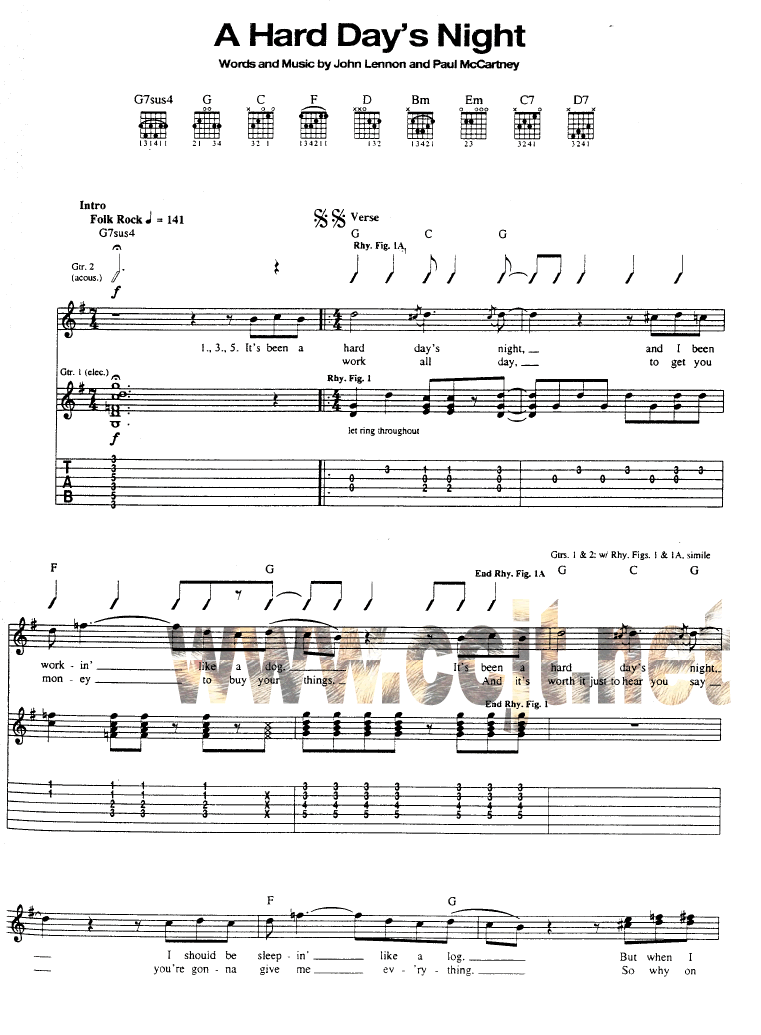 A Hard Day's Night
Words and Music by John Lennon and Paul McCartney
G7sus4 G C F D Bm Em C7 D7
131411 21 34 32 1 134211 132 13421 23 3241 3241
Intro
Folk Rock ♩ = 141
G7sus4
Verse
G C G
Rhy. Fig. 1A
Gtr. 2
(acous.)
f
1., 3., 5. It's been a hard day's night, and I been
work all day, to get you
Gtr. 1 (elec.)
Rhy. Fig. 1
f
let ring throughout
T
A
B
Gtrs. 1 & 2: w/ Rhy. Figs. 1 & 1A, simile
F G End Rhy. Fig. 1A G C G
work - in' like a dog. It's been a hard day's night,
mon - ey to buy your things. And it's worth it just to hear you say
www.ccjt.net
End Rhy. Fig. 1
F G
I should be sleep - in' like a log. But when I
you're gon - na give me ev - 'ry - thing. So why on